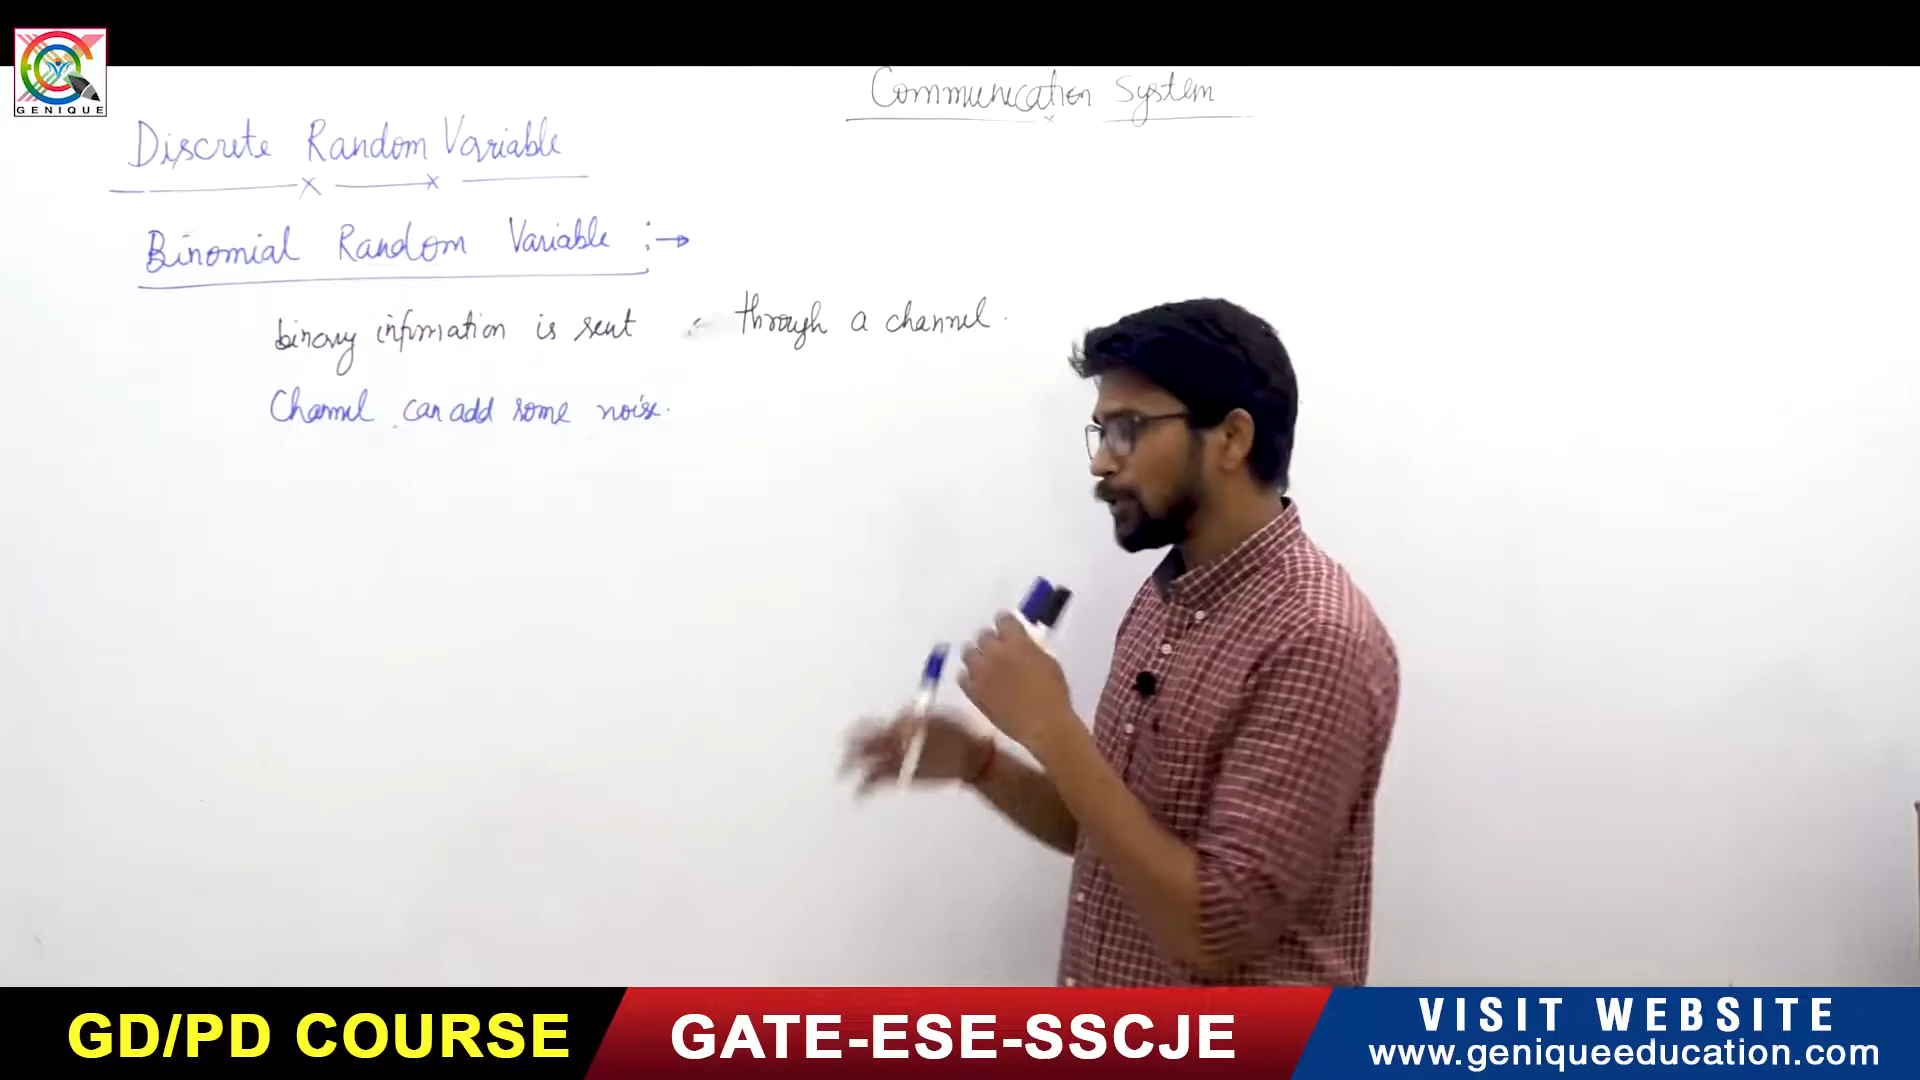 GENIQUE
Communication System
Discrete Random Variable
Binomial Random Variable :→
binary infirmation is sent through a channel.
Channel can add some noise.
GD/PD COURSE
GATE-ESE-SSCJE
VISIT WEBSITE
www.geniqueeducation.com